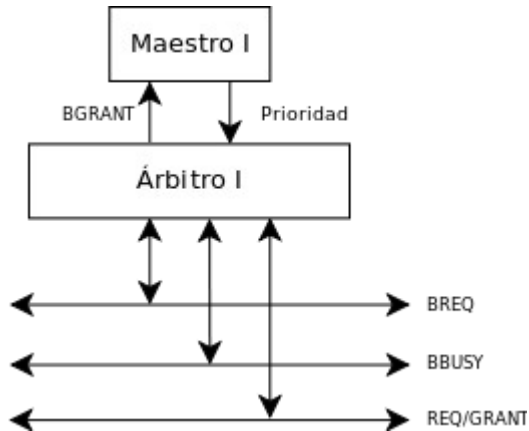 Maestro I
BGRANT
Prioridad
Árbitro I
BREQ
BBUSY
REQ/GRANT